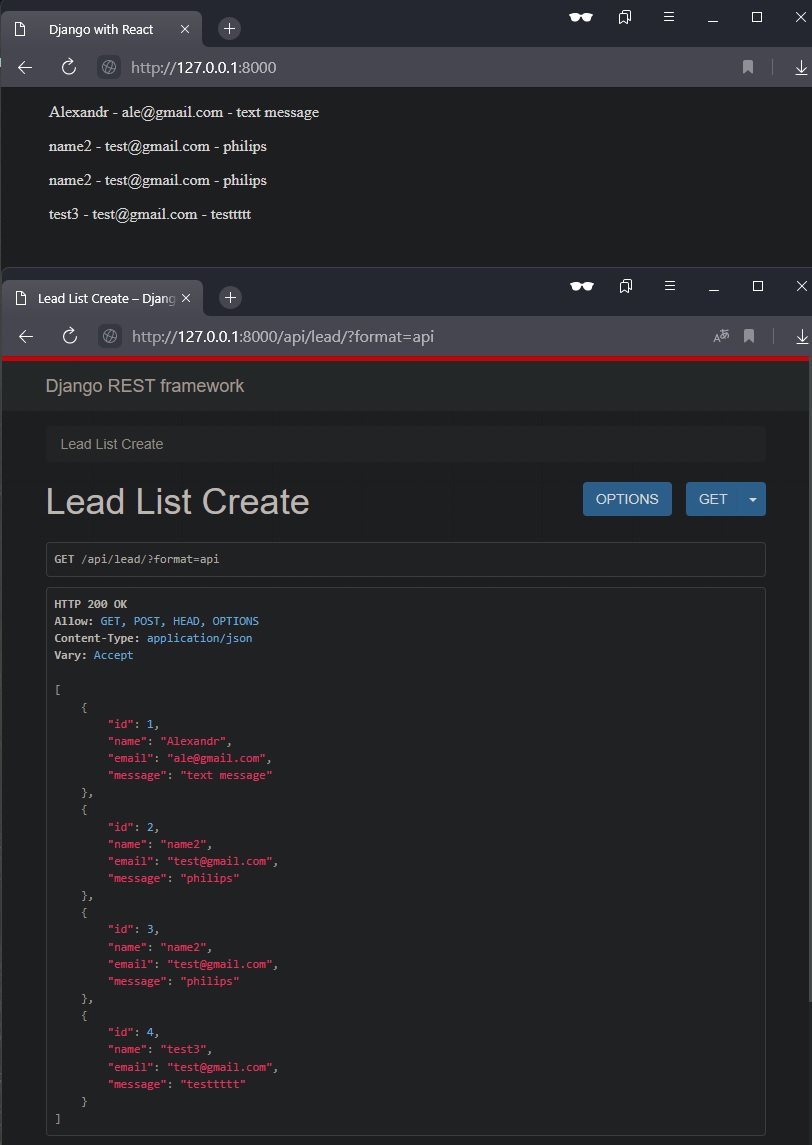 Django with React
http://127.0.0.1:8000
Alexandr - ale@gmail.com - text message
name2 - test@gmail.com - philips
name2 - test@gmail.com - philips
test3 - test@gmail.com - testtttt
Lead List Create – Djang
http://127.0.0.1:8000/api/lead/?format=api
Django REST framework
Lead List Create
Lead List Create
OPTIONS
GET
GET /api/lead/?format=api
HTTP 200 OK
Allow: GET, POST, HEAD, OPTIONS
Content-Type: application/json
Vary: Accept
[
{
"id": 1,
"name": "Alexandr",
"email": "ale@gmail.com",
"message": "text message"
},
{
"id": 2,
"name": "name2",
"email": "test@gmail.com",
"message": "philips"
},
{
"id": 3,
"name": "name2",
"email": "test@gmail.com",
"message": "philips"
},
{
"id": 4,
"name": "test3",
"email": "test@gmail.com",
"message": "testtttt"
}
]